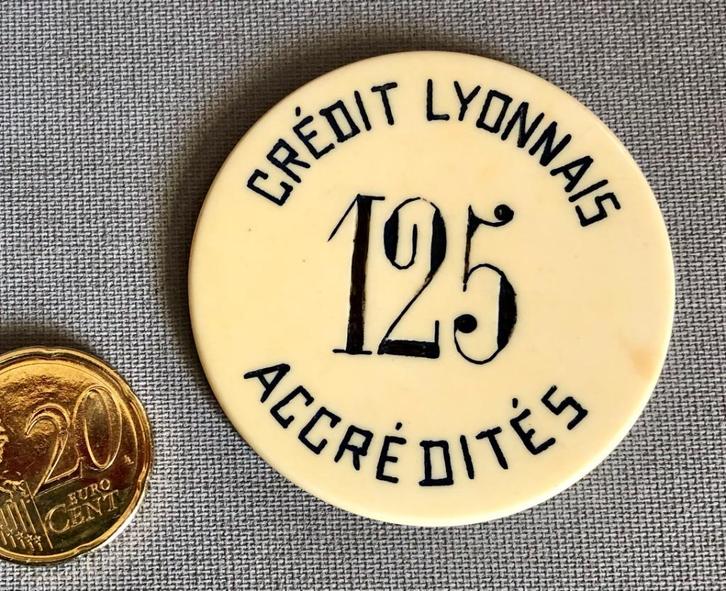 CRÉDIT LYONNAIS
125
ACCRÉDITÉS
20
EURO
CENT